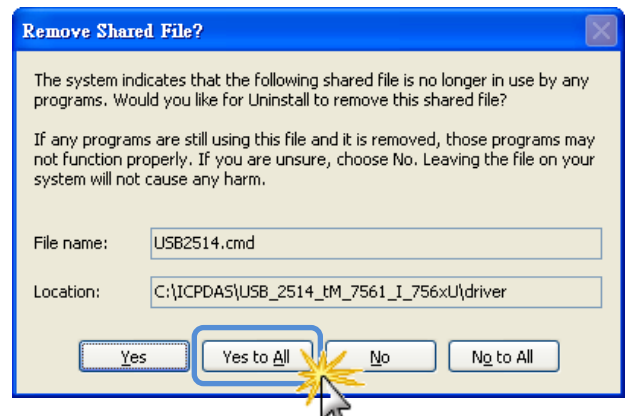 Remove Shared File?
The system indicates that the following shared file is no longer in use by any
programs. Would you like for Uninstall to remove this shared file?
If any programs are still using this file and it is removed, those programs may
not function properly. If you are unsure, choose No. Leaving the file on your
system will not cause any harm.
File name: USB2514.cmd
Location: C:\ICPDAS\USB_2514_tM_7561_I_756xU\driver
Yes Yes to All No No to All